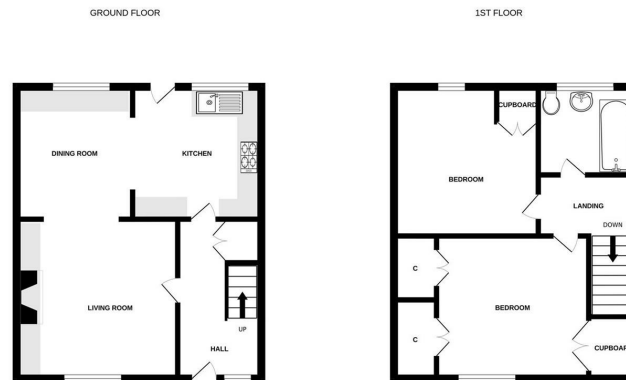 GROUND FLOOR
1ST FLOOR
DINING ROOM
KITCHEN
LIVING ROOM
UP
HALL
CUPBOARD
BEDROOM
LANDING
DOWN
C
BEDROOM
C
CUPBOAR